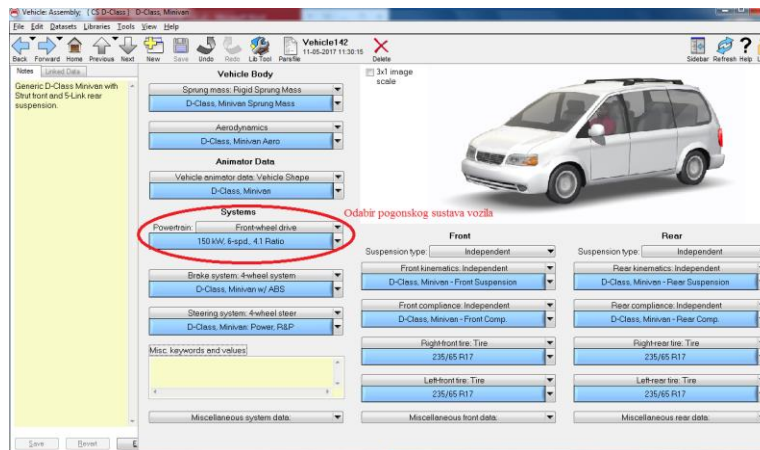 Vehicle: Assembly; { CS D-Class } D-Class, Minivan
File Edit Datasets Libraries Tools View Help
Back Forward Home Previous Next New Save Undo Redo Lib Tool Parsfile
Vehicle142
11-05-2017 11:30:15
Delete
Sidebar Refresh Help
Notes Linked Data
Generic D-Class Minivan with
Strut front and 5-Link rear
suspension.
Vehicle Body
Sprung mass: Rigid Sprung Mass
D-Class, Minivan Sprung Mass
Aerodynamics
D-Class, Minivan Aero
Animator Data
Vehicle animator data: Vehicle Shape
D-Class, Minivan
Systems
Powertrain: Front-wheel drive
150 kW, 6-spd., 4.1 Ratio
Brake system: 4-wheel system
D-Class, Minivan w/ ABS
Steering system: 4-wheel steer
D-Class, Minivan: Power, R&P
Misc. keywords and values:
Miscellaneous system data:
3x1 image
scale
Odabir pogonskog sustava vozila
Front
Suspension type: Independent
Front kinematics: Independent
D-Class, Minivan - Front Suspension
Front compliance: Independent
D-Class, Minivan - Front Comp.
Right-front tire: Tire
235/65 R17
Left-front tire: Tire
235/65 R17
Miscellaneous front data:
Rear
Suspension type: Independent
Rear kinematics: Independent
D-Class, Minivan - Rear Suspension
Rear compliance: Independent
D-Class, Minivan - Rear Comp.
Right-rear tire: Tire
235/65 R17
Left-rear tire: Tire
235/65 R17
Miscellaneous rear data:
Save Revert